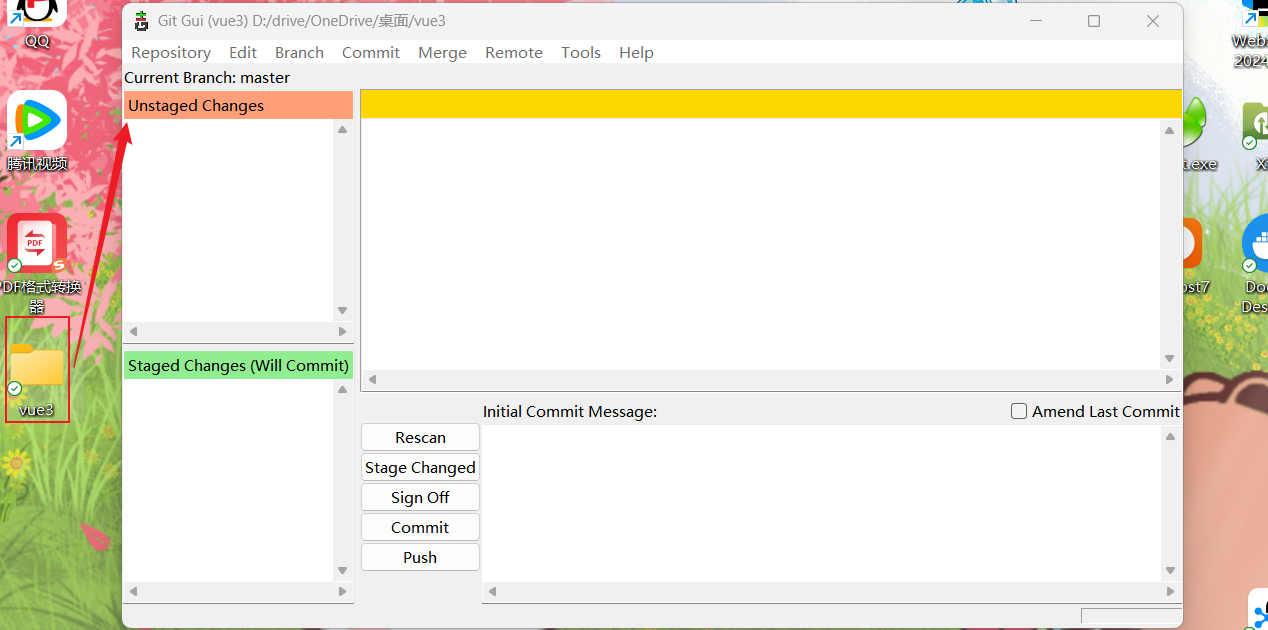 QQ
腾讯视频
PDF
PDF格式转换
器
vue3
Git Gui (vue3) D:/drive/OneDrive/桌面/vue3
Repository Edit Branch Commit Merge Remote Tools Help
Current Branch: master
Unstaged Changes
Staged Changes (Will Commit)
Initial Commit Message:
Amend Last Commit
Rescan
Stage Changed
Sign Off
Commit
Push
Web
2024
t.exe
X
ost7
Do
Des